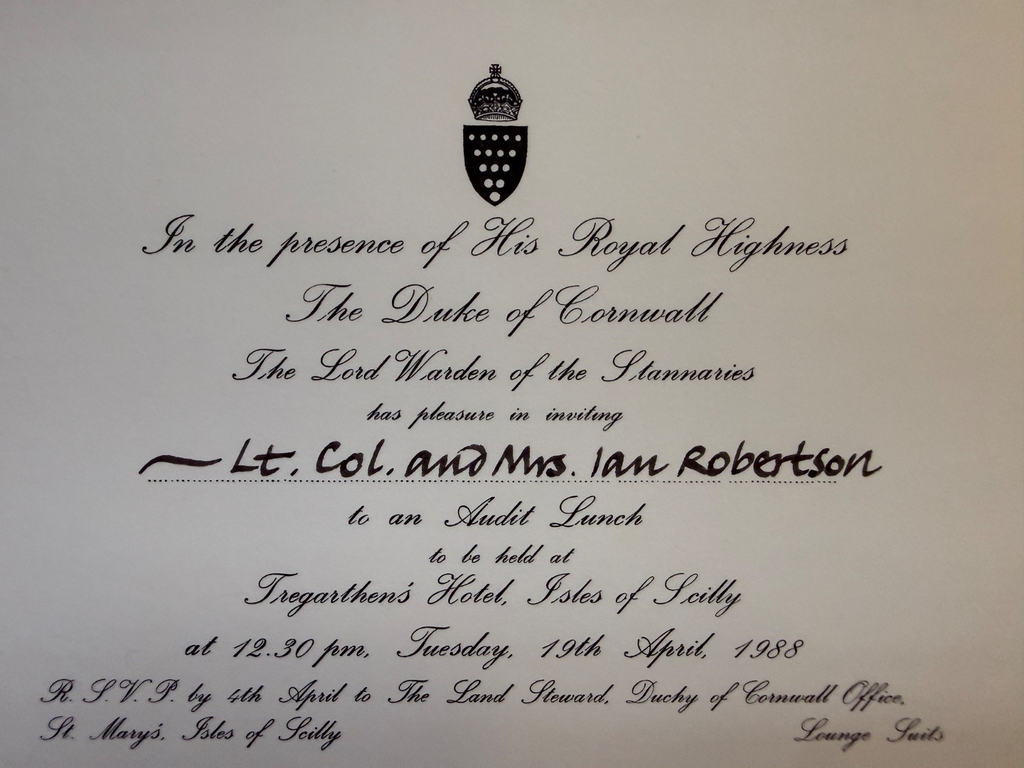 In the presence of His Royal Highness
The Duke of Cornwall
The Lord Warden of the Stannaries
has pleasure in inviting
Lt. Col. and Mrs. Ian Robertson
to an Audit Lunch
to be held at
Tregarthen's Hotel, Isles of Scilly
at 12.30 pm, Tuesday, 19th April, 1988
R.S.V.P. by 4th April to The Land Steward, Duchy of Cornwall Office,
St. Mary's, Isles of Scilly Lounge Suits